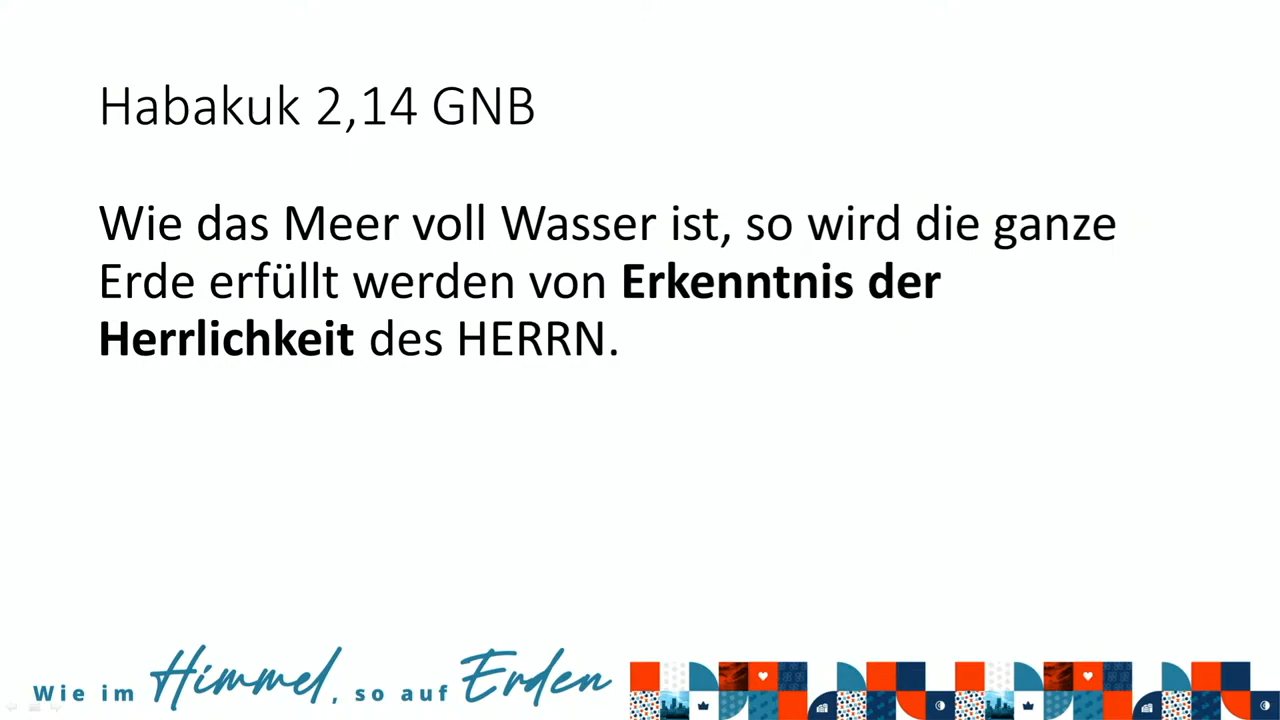 Habakuk 2,14 GNB
Wie das Meer voll Wasser ist, so wird die ganze
Erde erfüllt werden von Erkenntnis der
Herrlichkeit des HERRN.
Wie im Himmel, so auf Erden